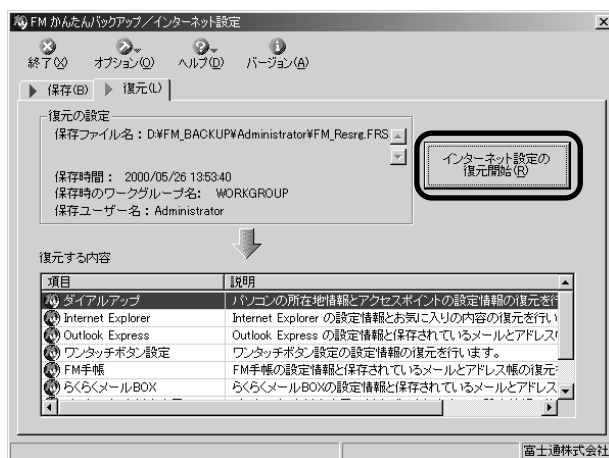 FM かんたんバックアップ／インターネット設定
終了(X) オプション(O) ヘルプ(D) バージョン(A)
保存(B) 復元(L)
復元の設定
保存ファイル名：D:¥FM_BACKUP¥Administrator¥FM_Resrg.FRS
保存時間： 2000/05/26 13:53:40
保存時のワークグループ名： WORKGROUP
保存ユーザー名：Administrator
インターネット設定の
復元開始(R)
復元する内容
項目 説明
ダイアルアップ パソコンの所在地情報とアクセスポイントの設定情報の復元を行
Internet Explorer Internet Explorer の設定情報とお気に入りの内容の復元を行い
Outlook Express Outlook Express の設定情報と保存されているメールとアドレス
ワンタッチボタン設定 ワンタッチボタン設定の設定情報の復元を行います。
FM手帳 FM手帳の設定情報と保存されているメールとアドレス帳の復元
らくらくメールBOX らくらくメールBOXの設定情報と保存されているメールとアドレス
富士通株式会社